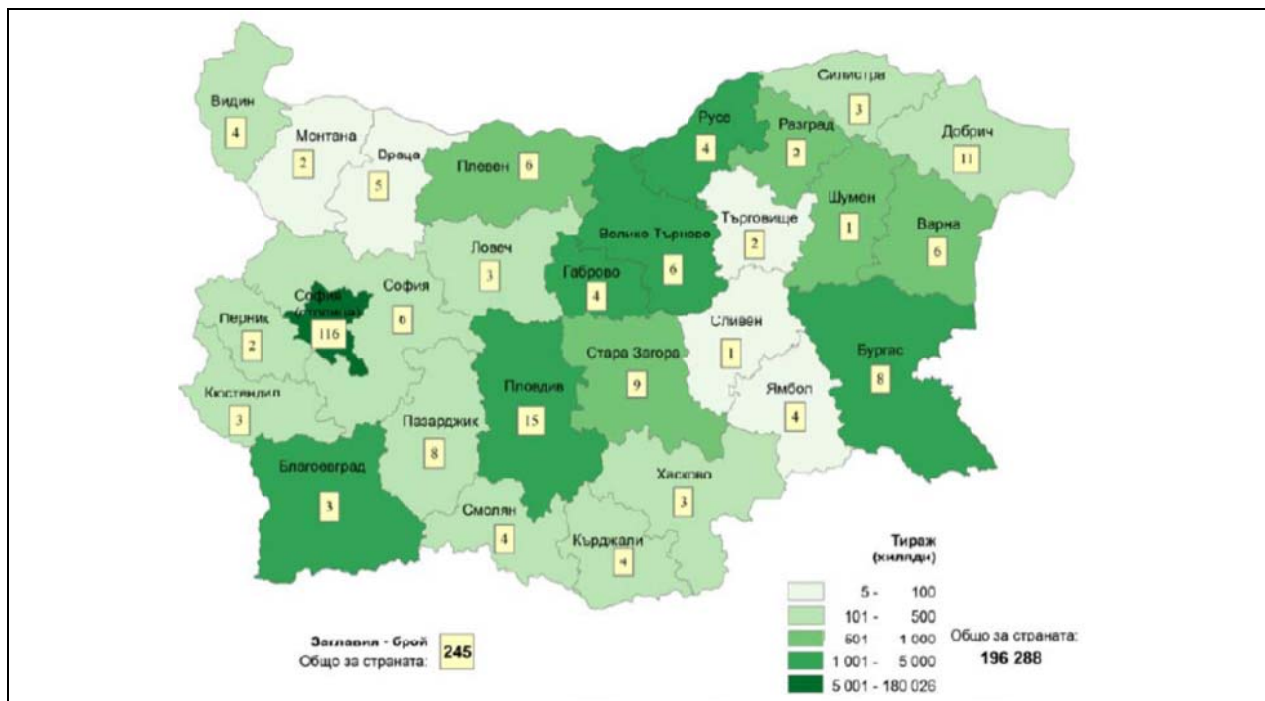 Силистра
3
Видин
4
Русе
4
Разград
2
Добрич
11
Монтана
2
Враца
5
Плевен
6
Шумен
1
Варна
6
Търговище
2
Велико Търново
6
Ловеч
3
Габрово
4
София
6
София
(столица)
116
Перник
2
Сливен
1
Стара Загора
9
Бургас
8
Пловдив
15
Ямбол
4
Кюстендил
3
Пазарджик
8
Благоевград
3
Хасково
3
Смолян
4
Кърджали
4
Тираж
(хиляди)
5 - 100
101 - 500
501 1 000
1 001 - 5 000
5 001 - 180 026
Общо за страната:
196 288
Заглавия - брой
Общо за страната:
245